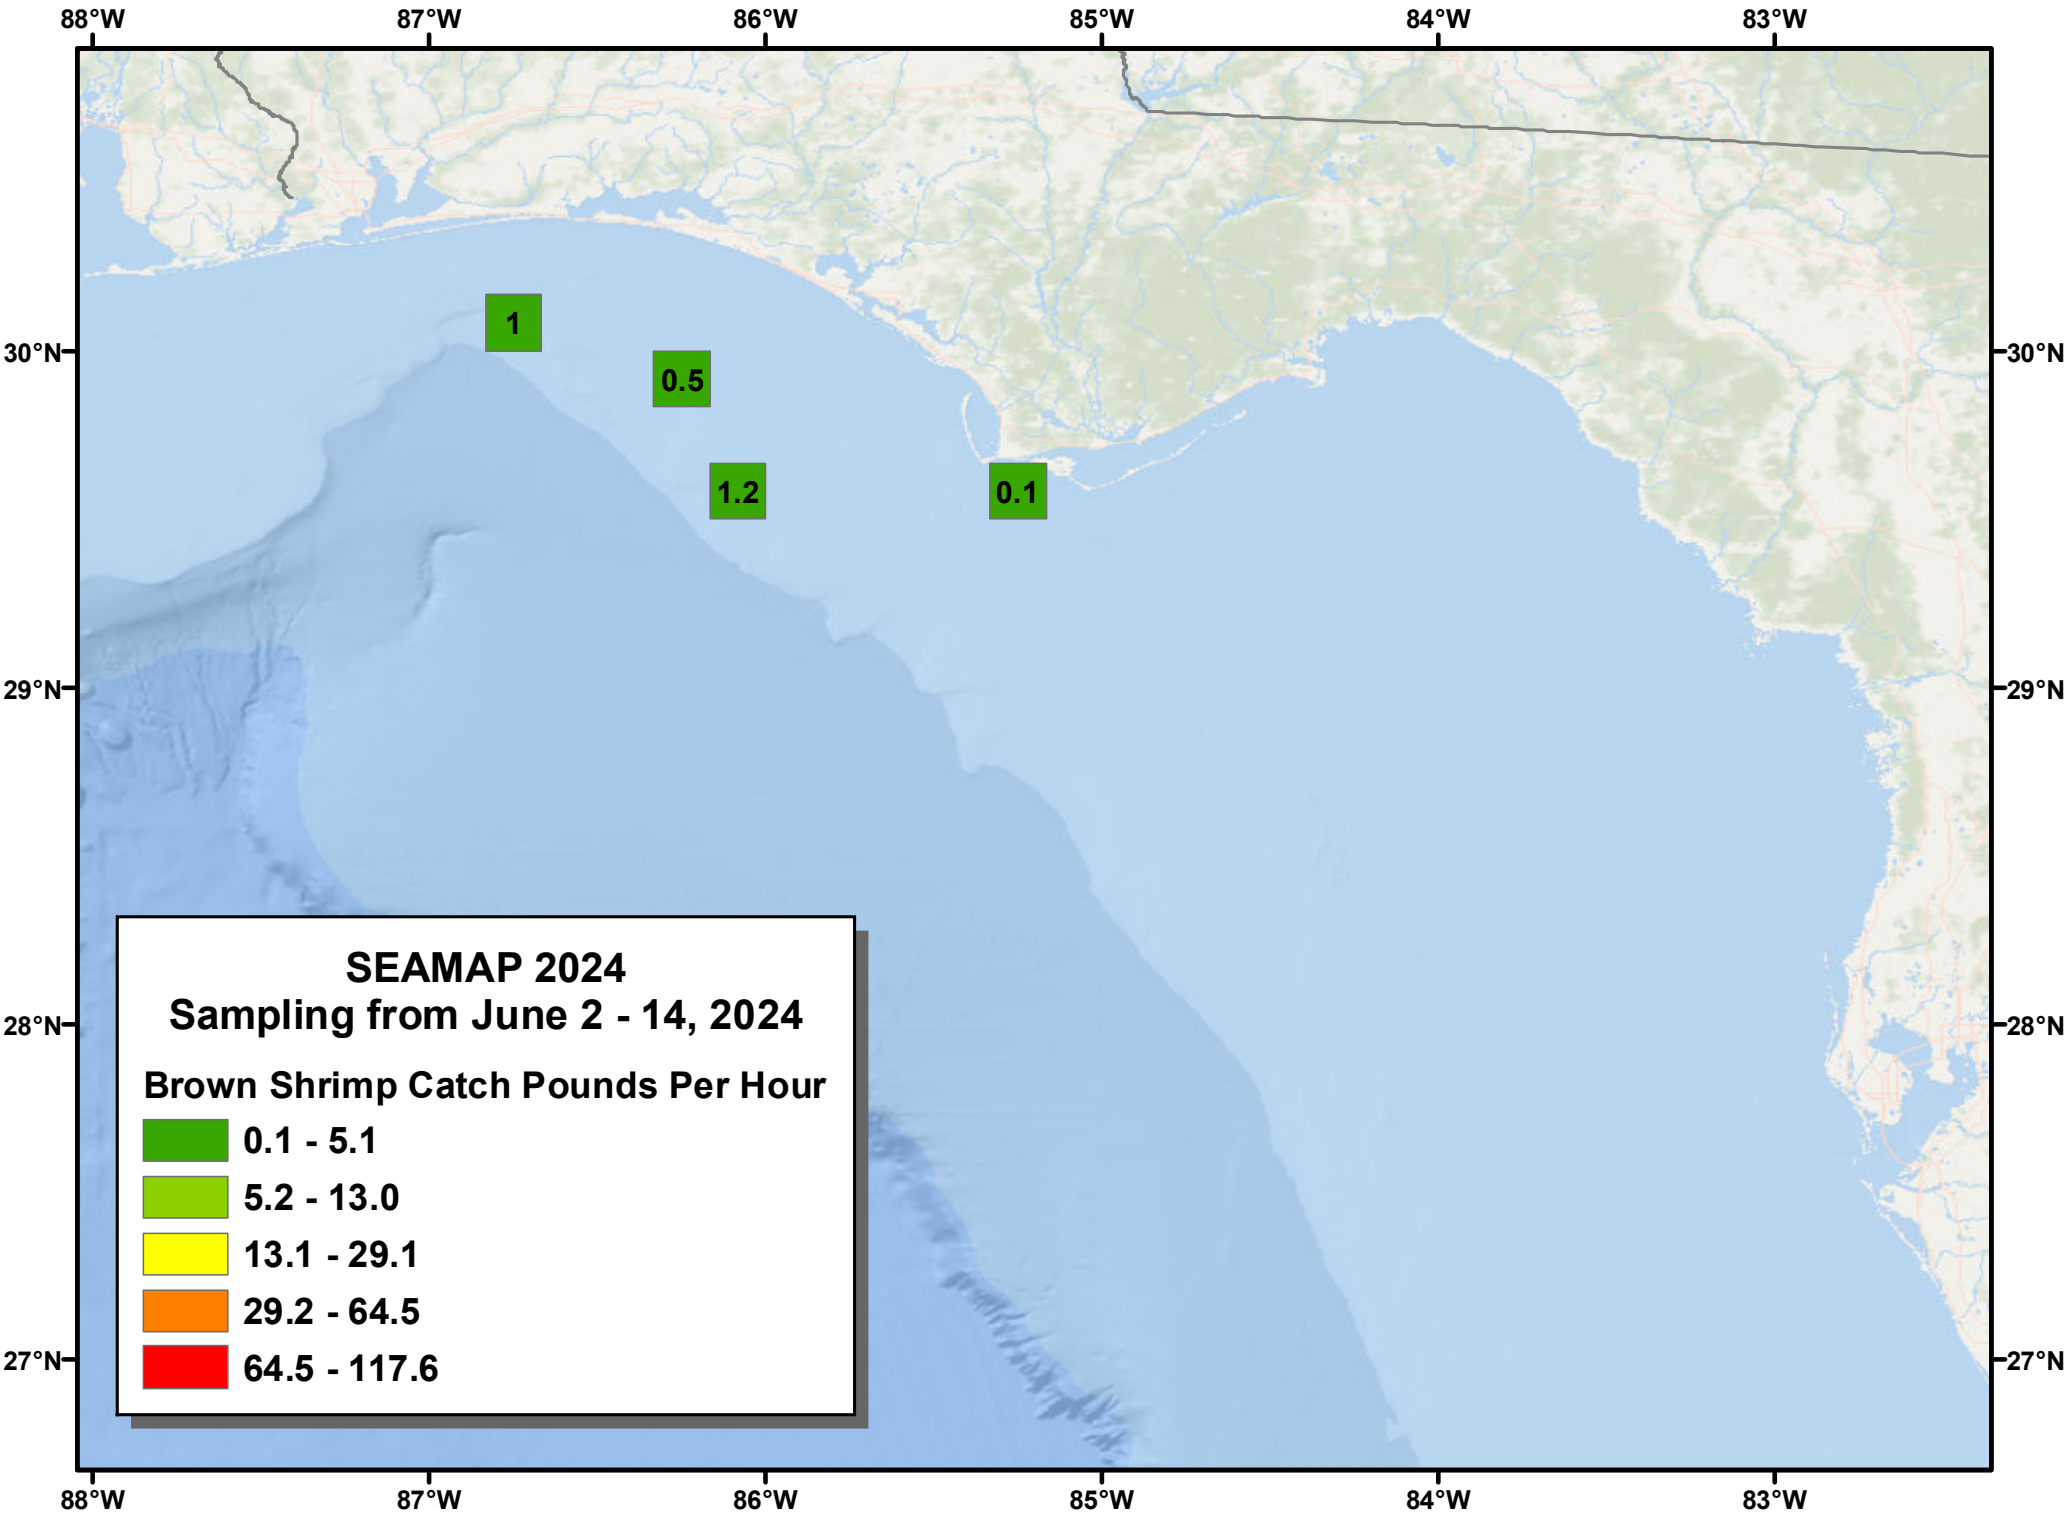 88°W 87°W 86°W 85°W 84°W 83°W
1
30°N 30°N
0.5
1.2 0.1
29°N 29°N
SEAMAP 2024
Sampling from June 2 - 14, 2024
28°N 28°N
Brown Shrimp Catch Pounds Per Hour
0.1 - 5.1
5.2 - 13.0
13.1 - 29.1
29.2 - 64.5
27°N 27°N
64.5 - 117.6
88°W 87°W 86°W 85°W 84°W 83°W